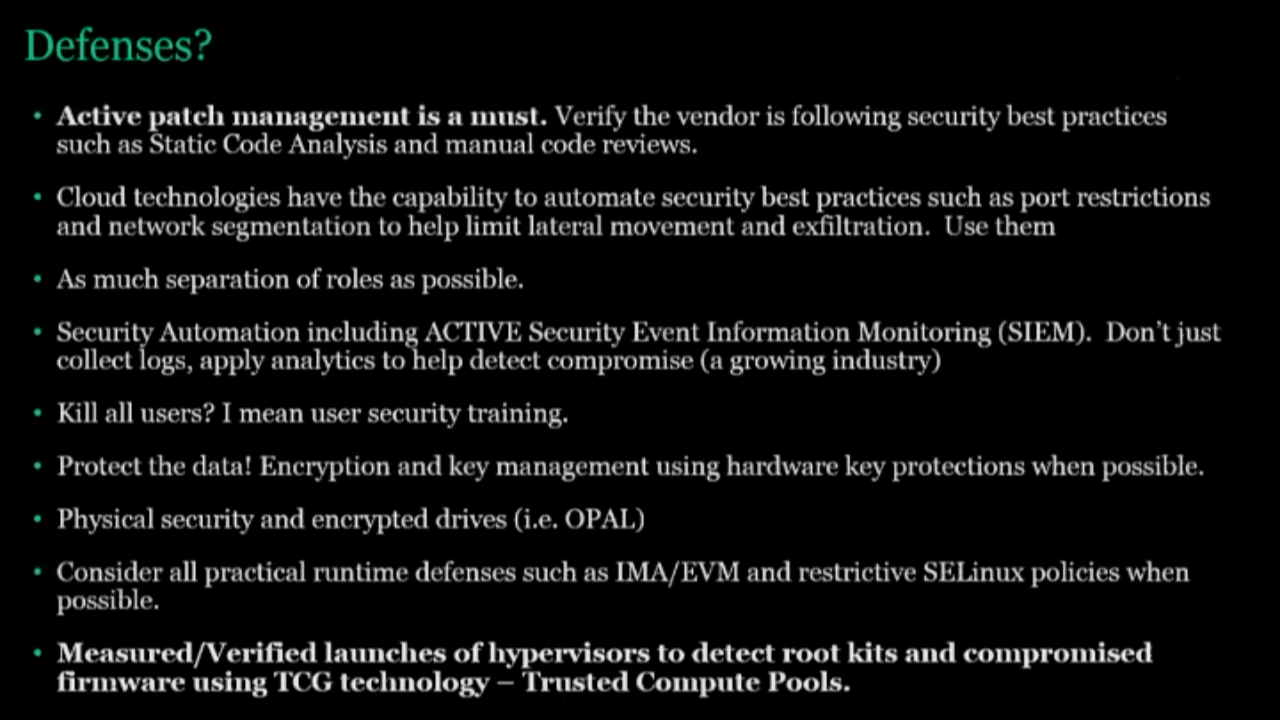 Defenses?
• Active patch management is a must. Verify the vendor is following security best practices
such as Static Code Analysis and manual code reviews.
• Cloud technologies have the capability to automate security best practices such as port restrictions
and network segmentation to help limit lateral movement and exfiltration.  Use them
• As much separation of roles as possible.
• Security Automation including ACTIVE Security Event Information Monitoring (SIEM).  Don’t just
collect logs, apply analytics to help detect compromise (a growing industry)
• Kill all users? I mean user security training.
• Protect the data! Encryption and key management using hardware key protections when possible.
• Physical security and encrypted drives (i.e. OPAL)
• Consider all practical runtime defenses such as IMA/EVM and restrictive SELinux policies when
possible.
• Measured/Verified launches of hypervisors to detect root kits and compromised
firmware using TCG technology – Trusted Compute Pools.